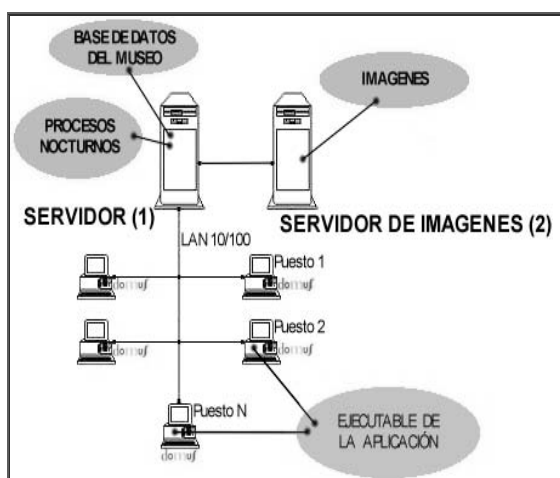 BASE DE DATOS
DEL MUSEO
IMAGENES
PROCESOS
NOCTURNOS
SERVIDOR (1)
SERVIDOR DE IMAGENES (2)
LAN 10/100
Puesto 1
domus
domus
Puesto 2
domus
domus
Puesto N
domus
EJECUTABLE DE
LA APLICACIÓN